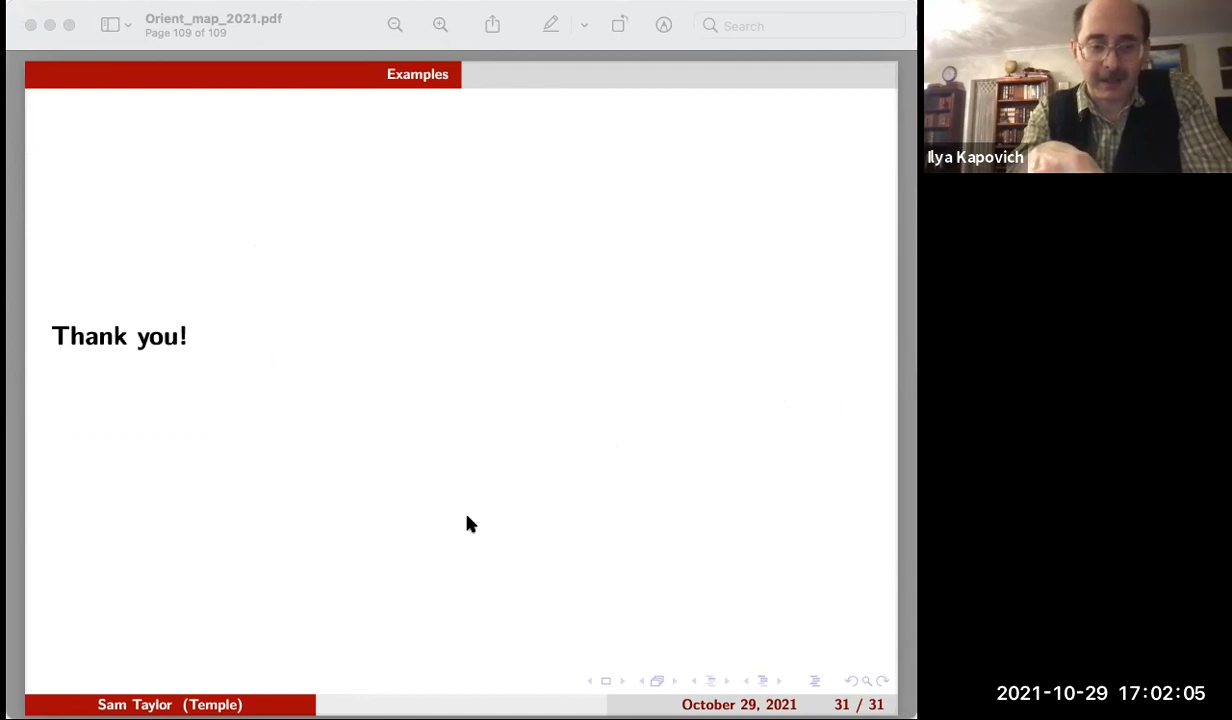 Orient_map_2021.pdf
Page 109 of 109
Search
Examples
Thank you!
Sam Taylor (Temple)
October 29, 2021
31 / 31
Ilya Kapovich
2021-10-29 17:02:05